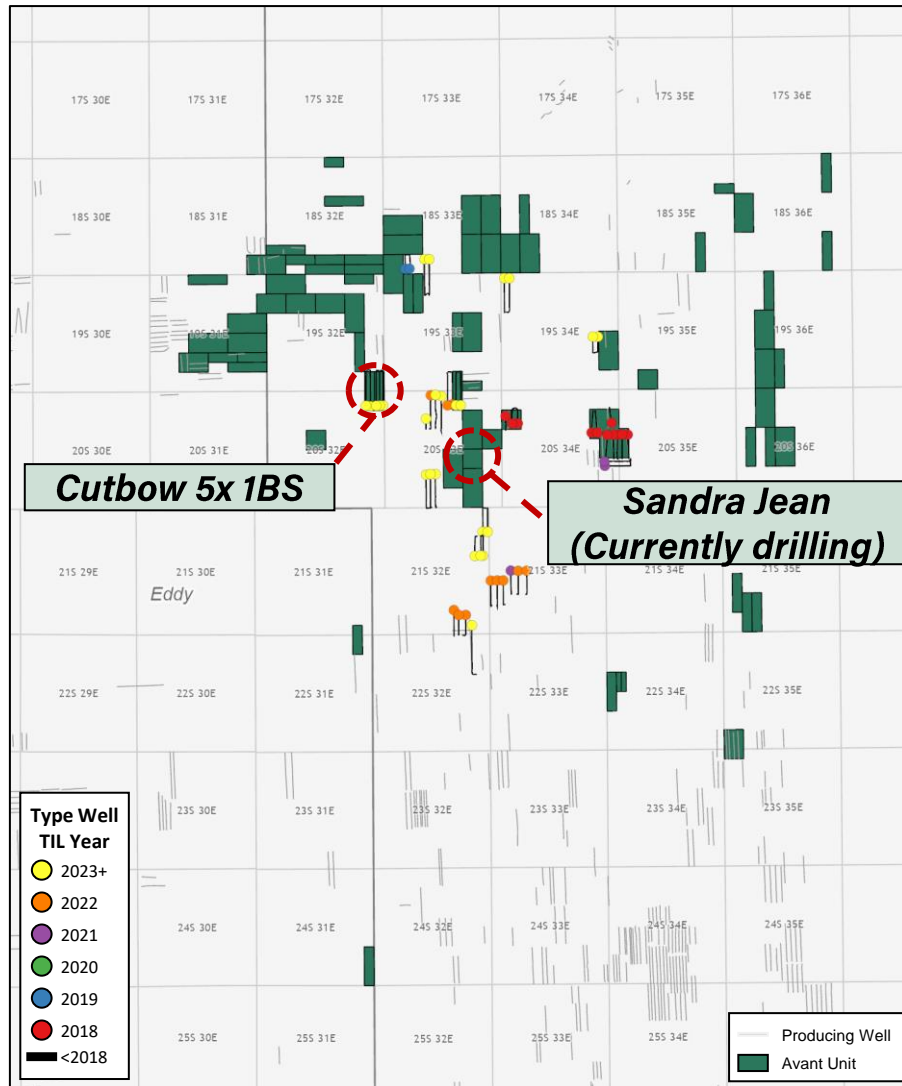 17S 30E 17S 31E 17S 32E 17S 33E 17S 34E 17S 35E 17S 36E
18S 30E 18S 31E 18S 32E 18S 33E 18S 34E 18S 35E 18S 36E
19S 30E 19S 31E 19S 32E 19S 33E 19S 34E 19S 35E 19S 36E
20S 30E 20S 31E 20S 32E 20S 33E 20S 34E 20S 35E 20S 36E
Cutbow 5x 1BS
Sandra Jean
(Currently drilling)
21S 29E 21S 30E 21S 31E 21S 32E 21S 33E 21S 34E 21S 35E
Eddy
22S 29E 22S 30E 22S 31E 22S 32E 22S 33E 22S 34E 22S 35E
23S 30E 23S 31E 23S 32E 23S 33E 23S 34E 23S 35E
24S 30E 24S 31E 24S 32E 24S 33E 24S 34E 24S 35E
25S 30E 25S 31E 25S 32E 25S 33E 25S 34E
Type Well
TIL Year
2023+
2022
2021
2020
2019
2018
<2018
Producing Well
Avant Unit